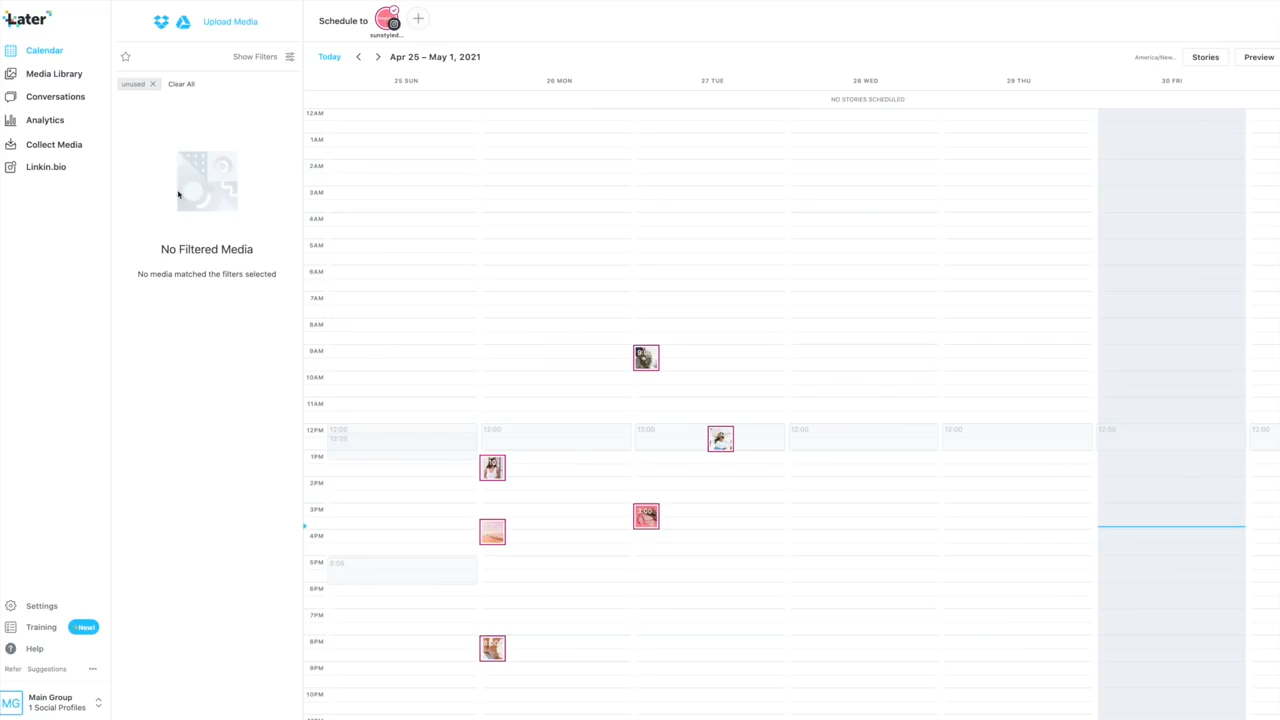 Later
Upload Media
Schedule to
sunstyled...
Calendar
Show Filters
Today
Apr 25 – May 1, 2021
America/New...
Stories
Preview
Media Library
unused
Clear All
25 SUN
26 MON
27 TUE
28 WED
29 THU
30 FRI
Conversations
NO STORIES SCHEDULED
Analytics
Collect Media
Linkin.bio
No Filtered Media
No media matched the filters selected
12AM
1AM
2AM
3AM
4AM
5AM
6AM
7AM
8AM
9AM
10AM
11AM
12PM
12:00
12:00
12:00
12:00
12:00
12:00
12:00
1PM
2PM
3PM
3:00
4PM
5PM
6PM
7PM
8PM
9PM
10PM
Settings
Training
New!
Help
Refer
Suggestions
MG
Main Group
1 Social Profiles